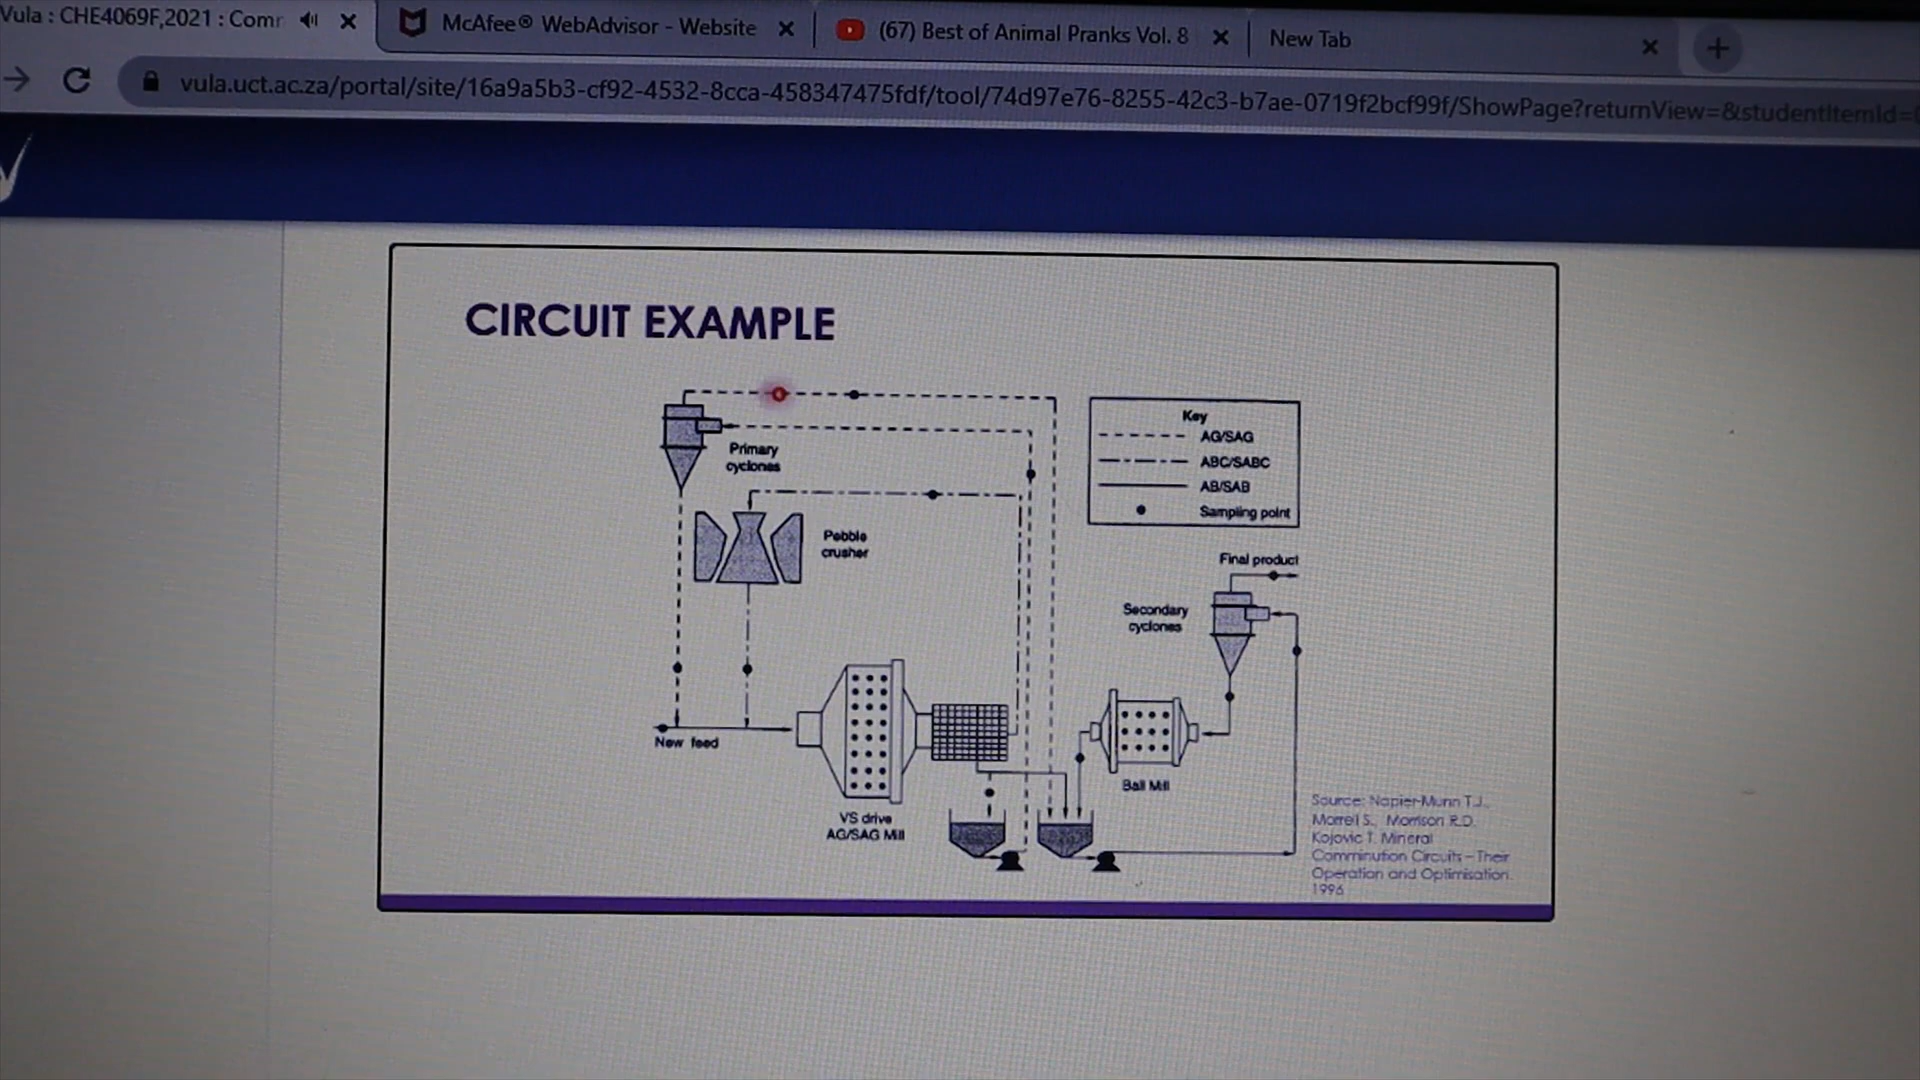 Vula : CHE4069F,2021 : Comr
McAfee® WebAdvisor - Website
(67) Best of Animal Pranks Vol. 8
New Tab
vula.uct.ac.za/portal/site/16a9a5b3-cf92-4532-8cca-458347475fdf/tool/74d97e76-8255-42c3-b7ae-0719f2bcf99f/ShowPage?returnView=&studentItemId=
CIRCUIT EXAMPLE
Primary
cyclones
Key
AG/SAG
ABC/SABC
AB/SAB
Sampling point
Pebble
crusher
Final product
Secondary
cyclones
New feed
Ball Mill
VS drive
AG/SAG Mill
Source: Napier-Munn T.J.,
Morrell S., Morrison R.D.
Kojovic T. Mineral
Comminution Circuits – Their
Operation and Optimisation.
1996